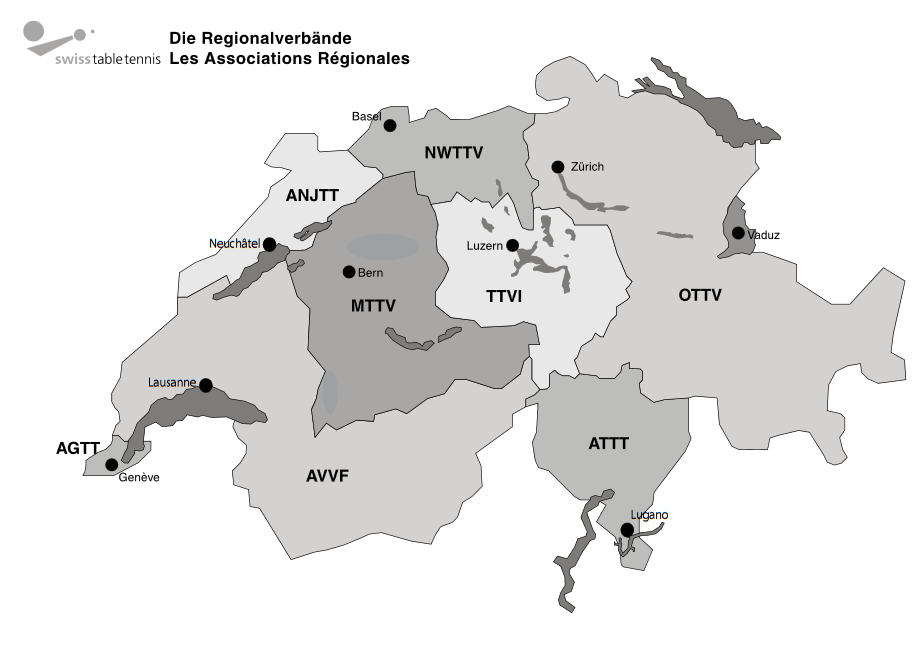 Die Regionalverbände
swisstabletennis Les Associations Régionales
Basel
NWTTV
Zürich
ANJTT
Neuchâtel
Vaduz
Luzern
Bern
TTVI
OTTV
MTTV
Lausanne
ATTT
AGTT
Genève
AVVF
Lugano